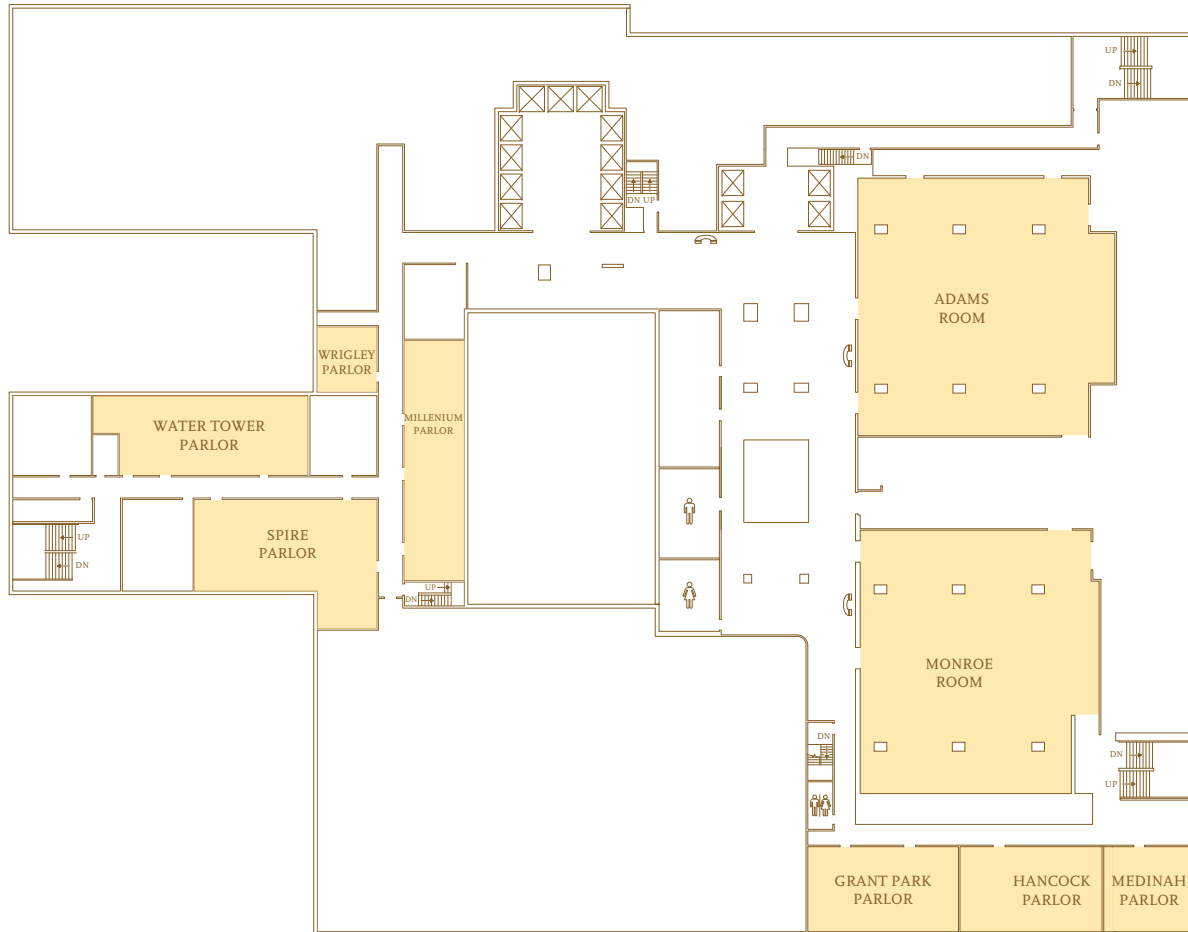 UP
DN
DN
DN UP
ADAMS
ROOM
WRIGLEY
PARLOR
WATER TOWER
PARLOR
MILLENIUM
PARLOR
SPIRE
PARLOR
UP
DN
UP
DN
MONROE
ROOM
DN
DN
UP
GRANT PARK
PARLOR
HANCOCK
PARLOR
MEDINAH
PARLOR